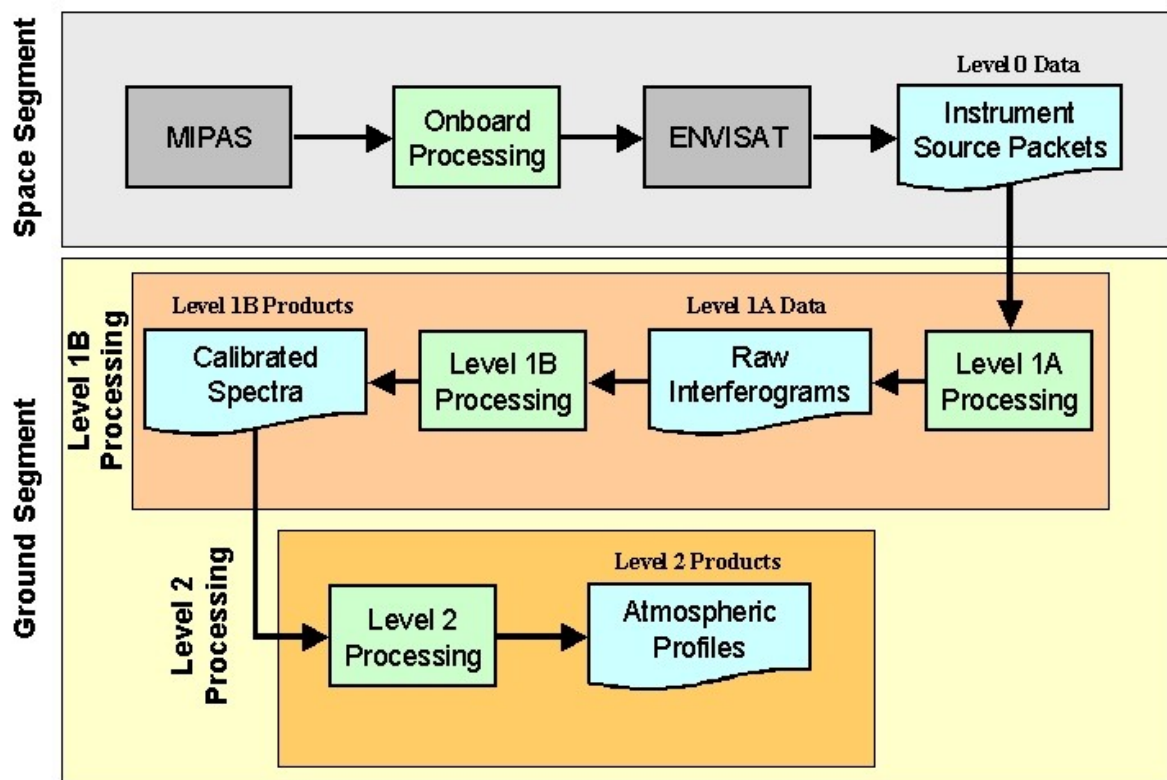 Space Segment
Level 0 Data
MIPAS
Onboard
Processing
ENVISAT
Instrument
Source Packets
Ground Segment
Level 1B
Processing
Level 1B Products
Calibrated
Spectra
Level 1B
Processing
Level 1A Data
Raw
Interferograms
Level 1A
Processing
Level 2
Processing
Level 2
Processing
Level 2 Products
Atmospheric
Profiles